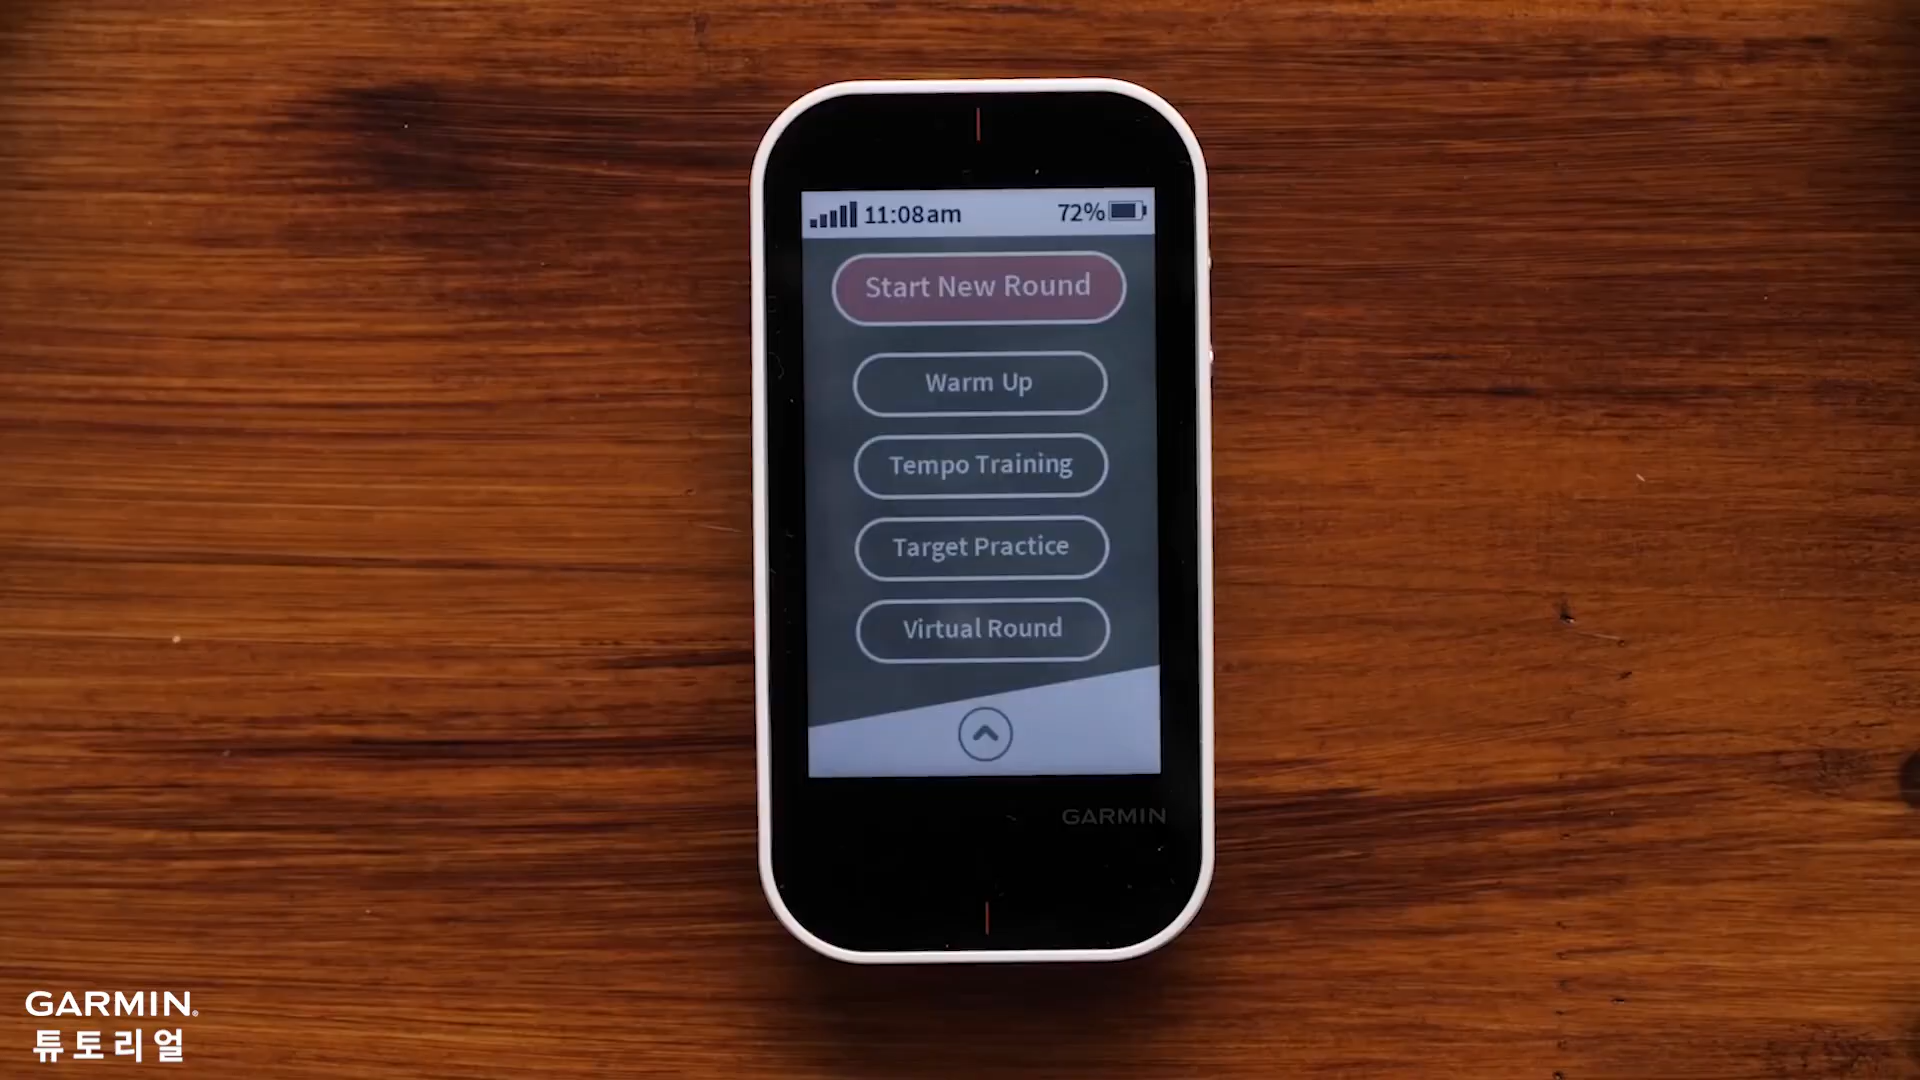 11:08am 72%
Start New Round
Warm Up
Tempo Training
Target Practice
Virtual Round
GARMIN
GARMIN®
튜토리얼